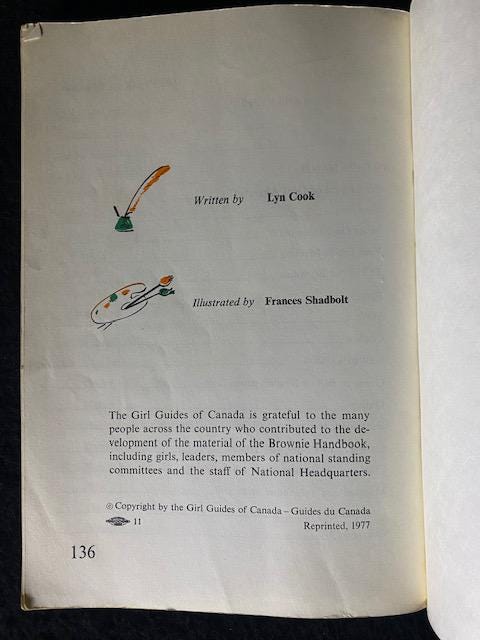 Written by Lyn Cook
Illustrated by Frances Shadbolt
The Girl Guides of Canada is grateful to the many
people across the country who contributed to the de-
velopment of the material of the Brownie Handbook,
including girls, leaders, members of national standing
committees and the staff of National Headquarters.
© Copyright by the Girl Guides of Canada – Guides du Canada
11
Reprinted, 1977
136